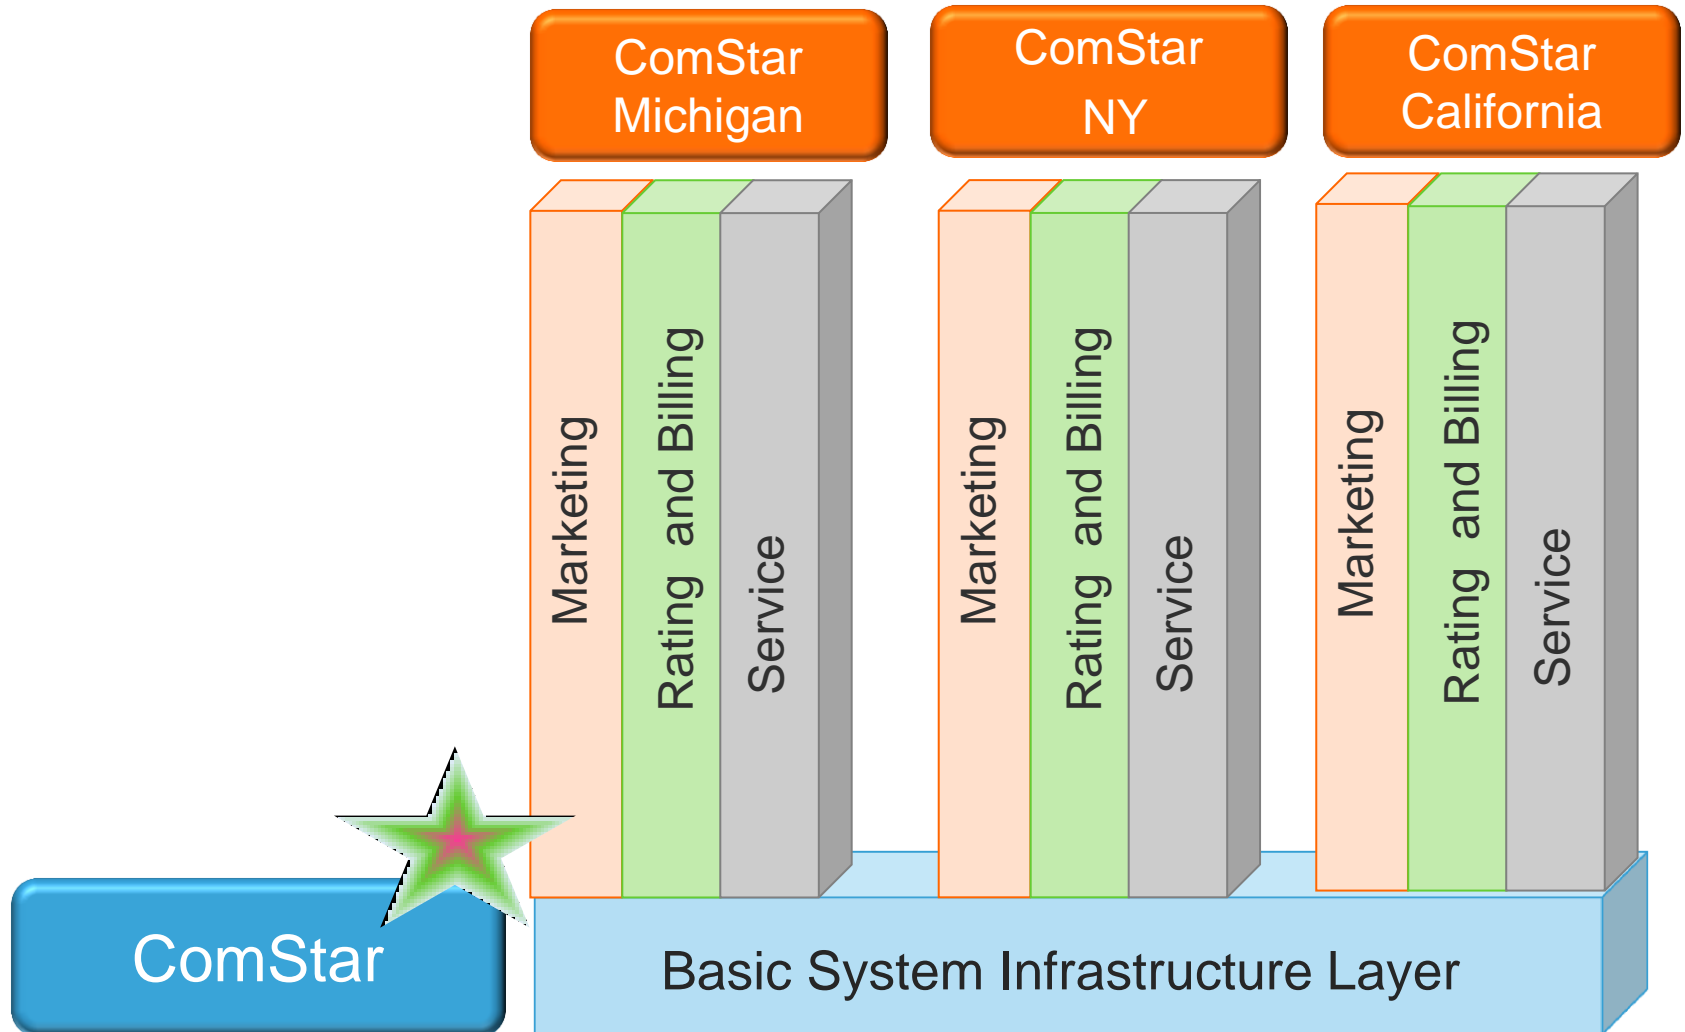 ComStar
Michigan
ComStar
NY
ComStar
California
Marketing
Rating and Billing
Service
Marketing
Rating and Billing
Service
Marketing
Rating and Billing
Service
ComStar
Basic System Infrastructure Layer